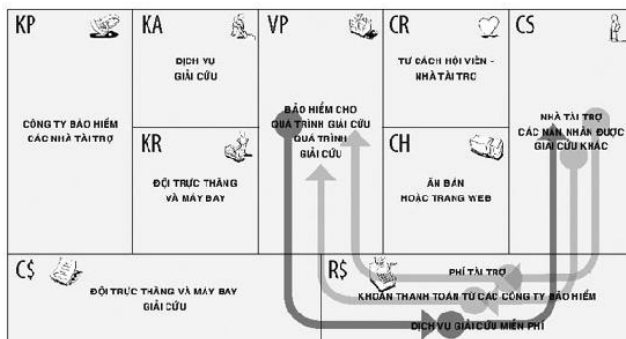 KP
CÔNG TY BẢO HIỂM
CÁC NHÀ TÀI TRỢ
KA
DỊCH VỤ
GIẢI CỨU
KR
ĐỘI TRỰC THĂNG
VÀ MÁY BAY
VP
BẢO HIỂM CHO
QUÁ TRÌNH GIẢI CỨU
QUÁ TRÌNH
GIẢI CỨU
CR
TƯ CÁCH HỘI VIÊN -
NHÀ TÀI TRỢ
CH
ẤN BẢN
HOẶC TRANG WEB
CS
NHÀ TÀI TRỢ
CÁC NẠN NHÂN ĐƯỢC
GIẢI CỨU KHÁC
C$
ĐỘI TRỰC THĂNG VÀ MÁY BAY
GIẢI CỨU
R$
PHÍ TÀI TRỢ
KHOẢN THANH TOÁN TỪ CÁC CÔNG TY BẢO HIỂM
DỊCH VỤ GIẢI CỨU MIỄN PHÍ